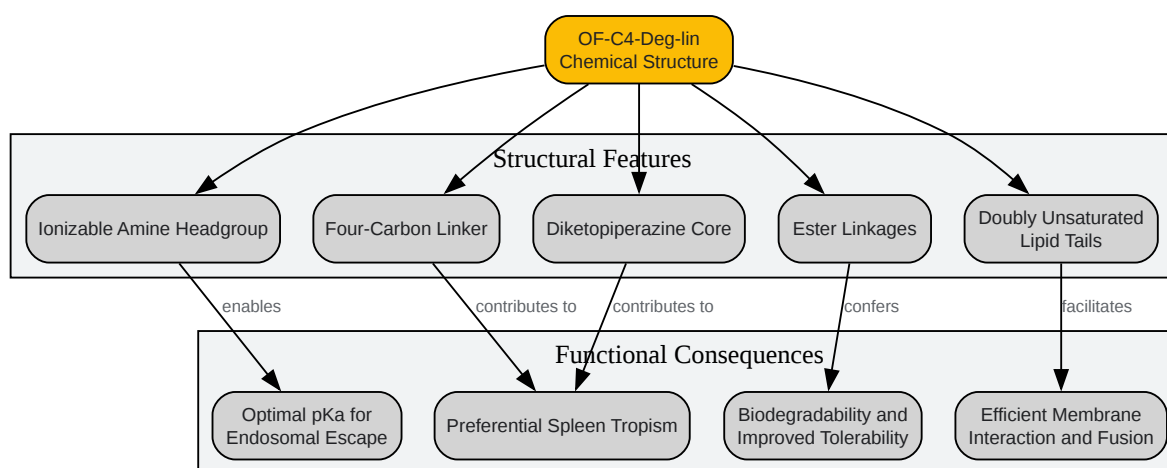 OF-C4-Deg-lin
Chemical Structure
Structural Features
Ionizable Amine Headgroup
Four-Carbon Linker
Diketopiperazine Core
Ester Linkages
Doubly Unsaturated
Lipid Tails
enables
contributes to
contributes to
confers
facilitates
Functional Consequences
Optimal pKa for
Endosomal Escape
Preferential Spleen Tropism
Biodegradability and
Improved Tolerability
Efficient Membrane
Interaction and Fusion